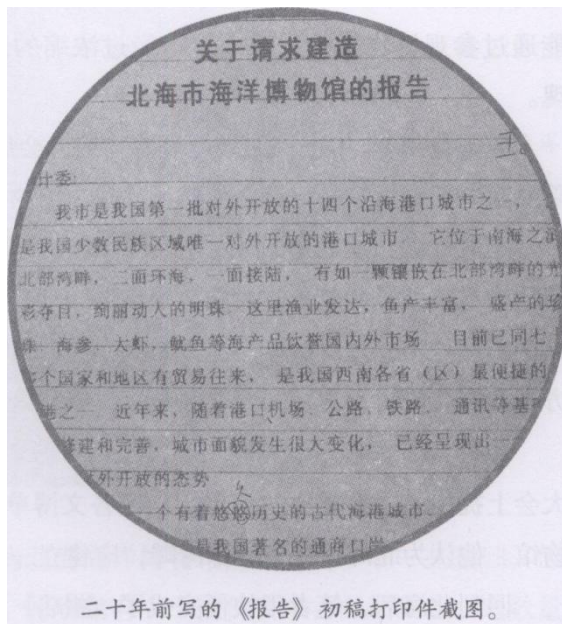 关于请求建造
北海市海洋博物馆的报告
计委:
我市是我国第一批对外开放的十四个沿海港口城市之一，
是我国少数民族区域唯一对外开放的港口城市 它位于南海之滨
北部湾畔，二面环海，一面接陆， 有如一颗镶嵌在北部湾畔的光
彩夺目，绚丽动人的明珠 这里渔业发达，鱼产丰富， 盛产的珍
珠 海参、大虾、鱿鱼等海产品饮誉国内外市场 目前已同七
多个国家和地区有贸易往来， 是我国西南各省（区）最便捷的
港之一 近年来，随着港口机场、公路、铁路、 通讯等基
修建和完善，城市面貌发生很大变化， 已经呈现出一
对外开放的态势
久
一个有着悠悠历史的古代海港城市
是我国著名的通商口岸
二十年前写的《报告》初稿打印件截图。